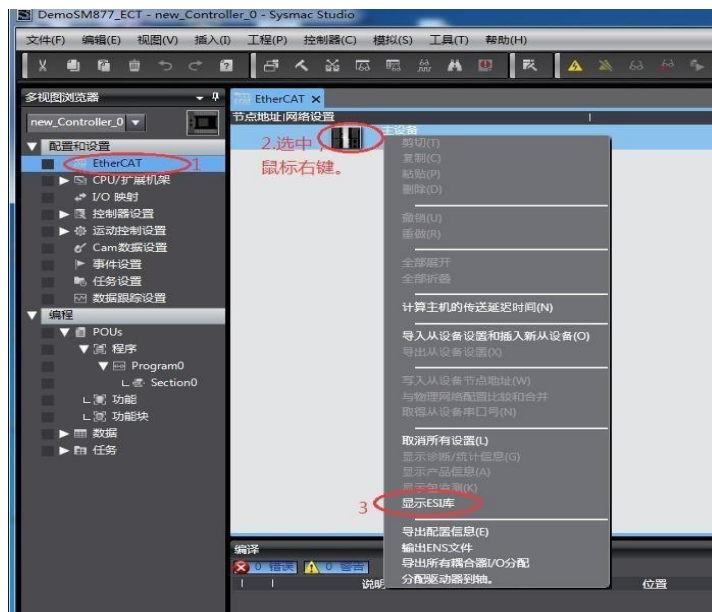 DemoSM877_ECT - new_Controller_0 - Sysmac Studio
文件(F) 编辑(E) 视图(V) 插入(I) 工程(P) 控制器(C) 模拟(S) 工具(T) 帮助(H)
多视图浏览器
new_Controller_0
配置和设置
EtherCAT
1
CPU/扩展机架
I/O 映射
控制器设置
运动控制设置
Cam数据设置
事件设置
任务设置
数据跟踪设置
编程
POUs
程序
Program0
Section0
功能
功能块
数据
任务
EtherCAT
节点地址|网络设置
主设备
2.选中，
鼠标右键。
剪切(T)
复制(C)
粘贴(P)
删除(D)
撤销(U)
重做(R)
全部展开
全部折叠
计算主机的传送延迟时间(N)
导入从设备设置和插入新从设备(O)
导出从设备设置(X)
写入从设备节点地址(W)
与物理网络配置比较和合并
取得从设备串口号(N)
取消所有设置(L)
显示诊断/统计信息(G)
显示产品信息(A)
显示包监测(K)
3
显示ESI库
导出配置信息(E)
输出ENS文件
导出所有耦合器I/O分配
分配驱动器到轴。
编译
0 错误 0 警告
说明
位置